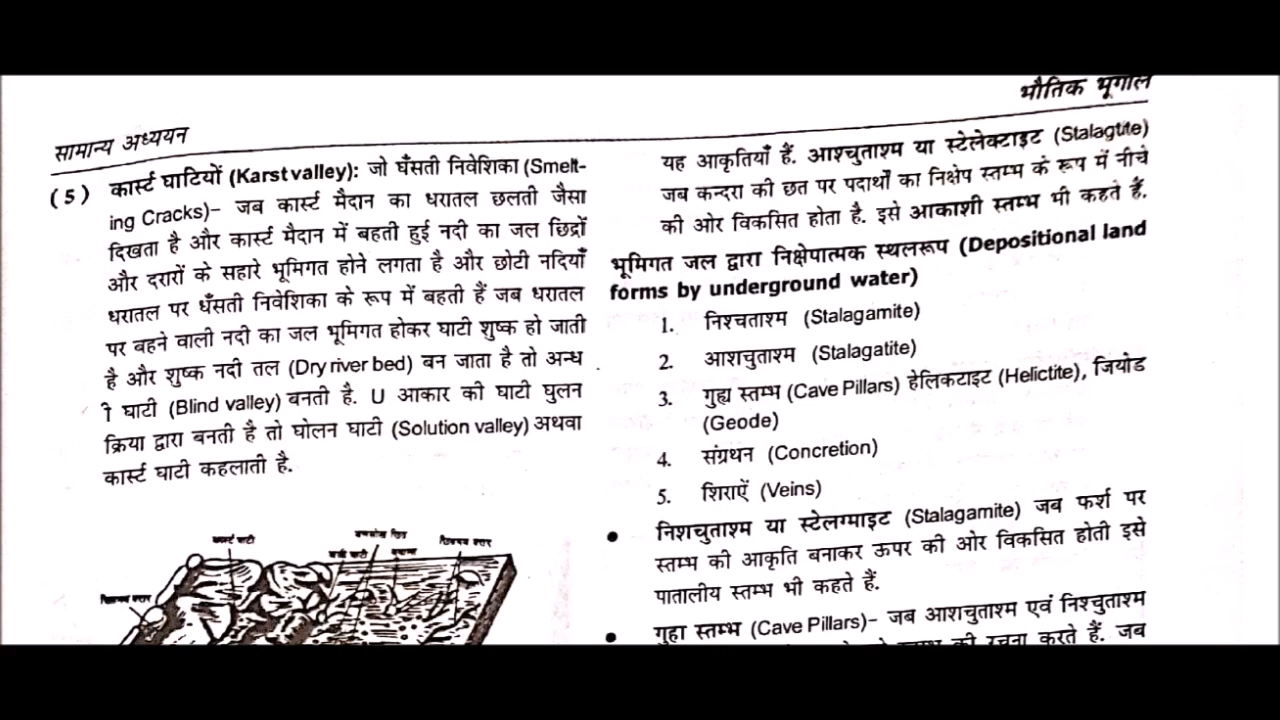 भौतिक भूगोल
सामान्य अध्ययन
(5) कार्स्ट घाटियों (Karst valley): जो घँसती निवेशिका (Smelt-
ing Cracks)- जब कार्स्ट मैदान का धरातल छलती जैसा
दिखता है और कार्स्ट मैदान में बहती हुई नदी का जल छिद्रों
और दरारों के सहारे भूमिगत होने लगता है और छोटी नदियाँ
धरातल पर धँसती निवेशिका के रूप में बहती हैं जब धरातल
पर बहने वाली नदी का जल भूमिगत होकर घाटी शुष्क हो जाती
है और शुष्क नदी तल (Dry river bed) बन जाता है तो अन्ध
ी घाटी (Blind valley) बनती है. U आकार की घाटी घुलन
क्रिया द्वारा बनती है तो घोलन घाटी (Solution valley) अथवा
कार्स्ट घाटी कहलाती है.
कार्स्ट घाटी
यह आकृतियाँ हैं. आश्चुताश्म या स्टेलेक्टाइट (Stalagtite)
जब कन्दरा की छत पर पदार्थों का निक्षेप स्तम्भ के रूप में नीचे
की ओर विकसित होता है. इसे आकाशी स्तम्भ भी कहते हैं.
भूमिगत जल द्वारा निक्षेपात्मक स्थलरूप (Depositional land
forms by underground water)
1. निश्चताश्म (Stalagamite)
2. आशचुताश्म (Stalagatite)
3. गुह्य स्तम्भ (Cave Pillars) हेलिकटाइट (Helictite), जियोड
(Geode)
4. संग्रथन (Concretion)
5. शिराऐं (Veins)
• निशचुताश्म या स्टेलग्माइट (Stalagamite) जब फर्श पर
स्तम्भ की आकृति बनाकर ऊपर की ओर विकसित होती इसे
पातालीय स्तम्भ भी कहते हैं.
• गुहा स्तम्भ (Cave Pillars)- जब आशचुताश्म एवं निश्चुताश्म
स्तम्भ की रचना करते हैं. जब